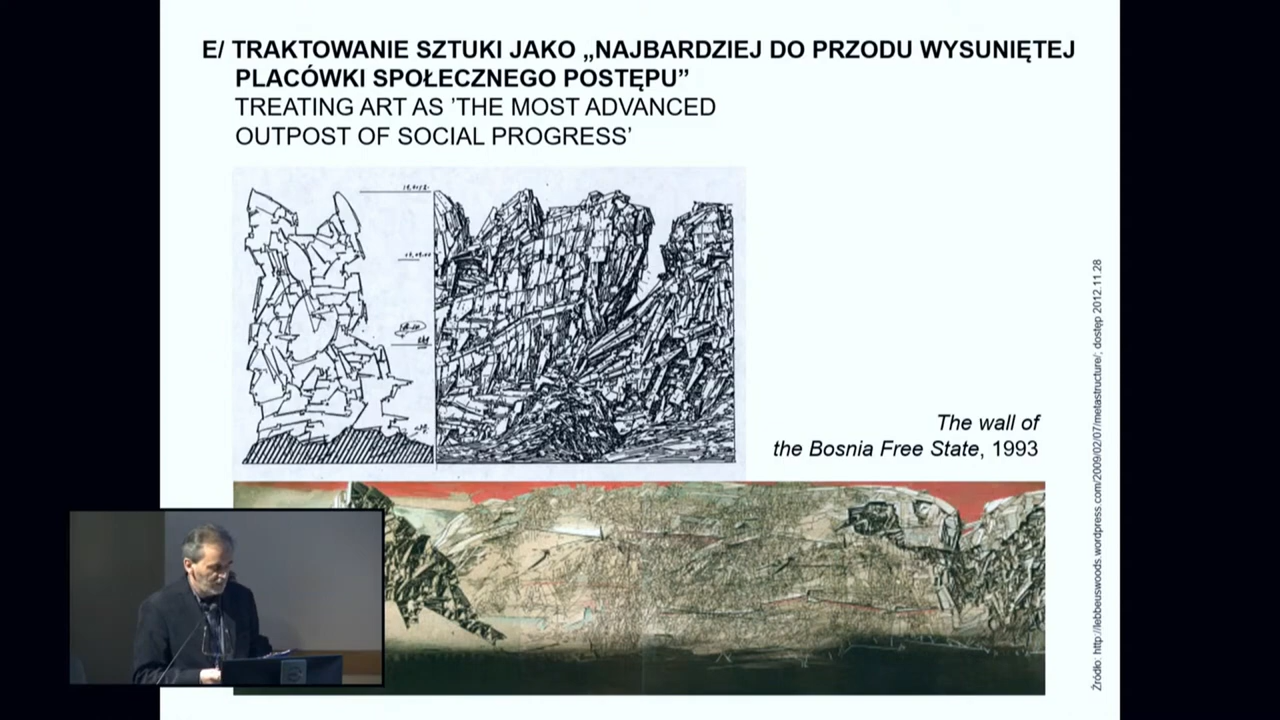 E/ TRAKTOWANIE SZTUKI JAKO „NAJBARDZIEJ DO PRZODU WYSUNIĘTEJ
PLACÓWKI SPOŁECZNEGO POSTĘPU”
TREATING ART AS ’THE MOST ADVANCED
OUTPOST OF SOCIAL PROGRESS’
The wall of
the Bosnia Free State, 1993
Źródło: http://lebbeuswoods.wordpress.com/2009/02/07/metastructure/; dostęp 2012.11.28